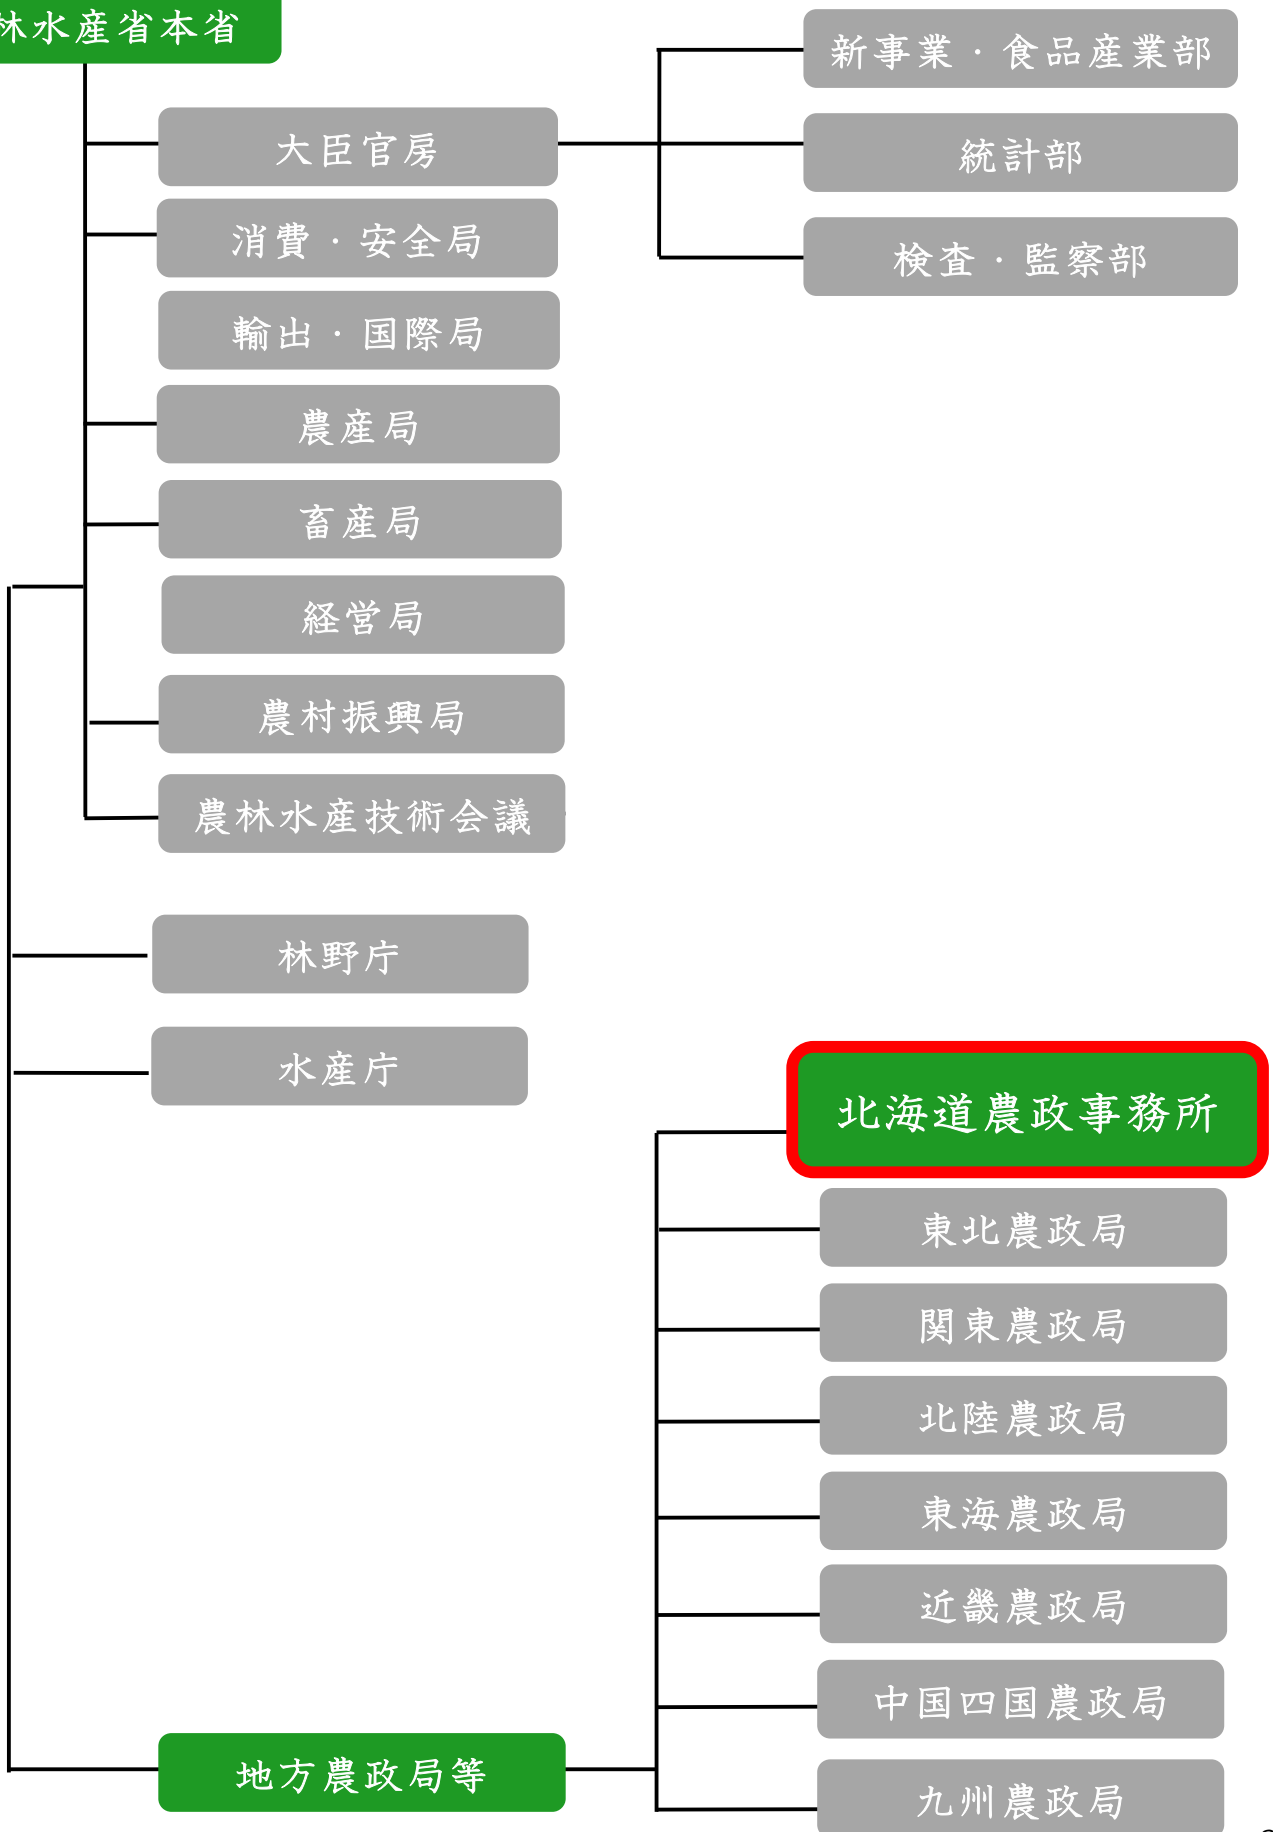 林水産省本省
大臣官房
消費・安全局
輸出・国際局
農産局
畜産局
経営局
農村振興局
農林水産技術会議
林野庁
水産庁
地方農政局等
新事業・食品産業部
統計部
検査・監察部
北海道農政事務所
東北農政局
関東農政局
北陸農政局
東海農政局
近畿農政局
中国四国農政局
九州農政局